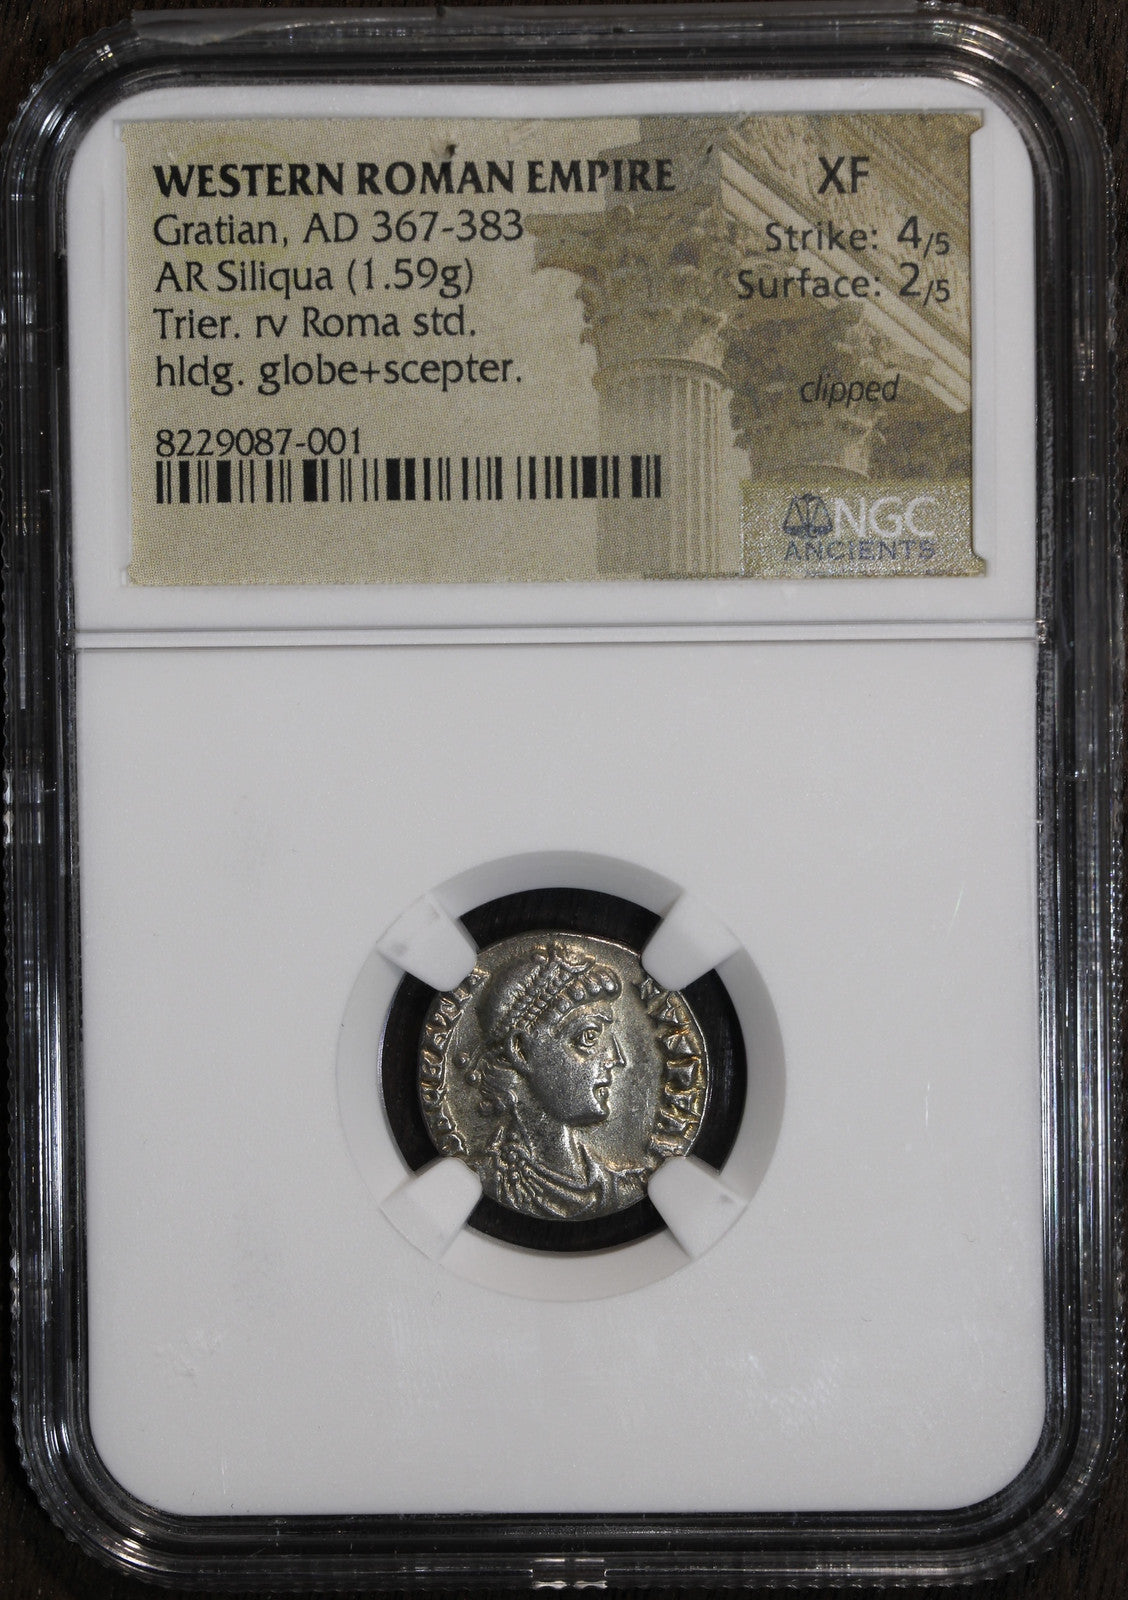 WESTERN ROMAN EMPIRE
Gratian, AD 367-383
AR Siliqua (1.59g)
Trier. rv Roma std.
hldg. globe+scepter.
8229087-001
XF
Strike: 4/5
Surface: 2/5
clipped
NGC
ANCIENTS